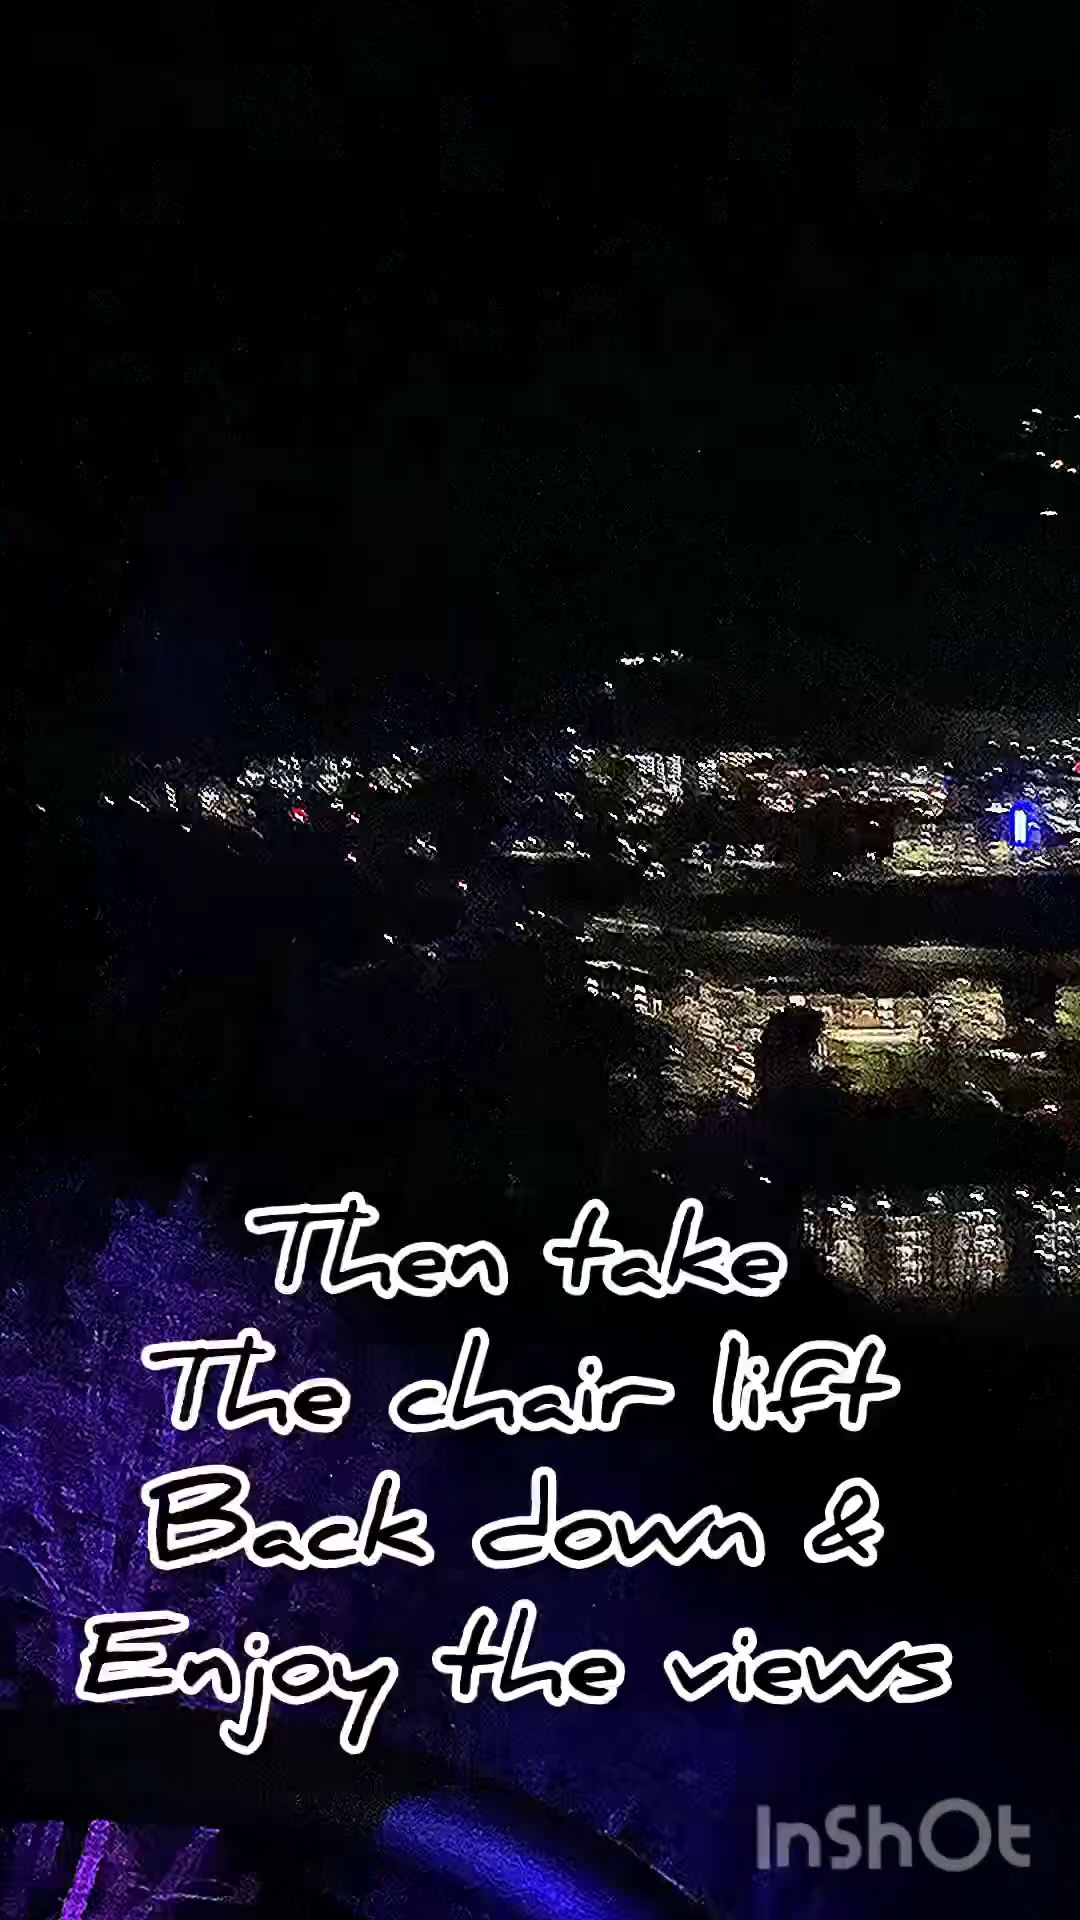 Then take
The chair lift
Back down &
Enjoy the views
InShOt